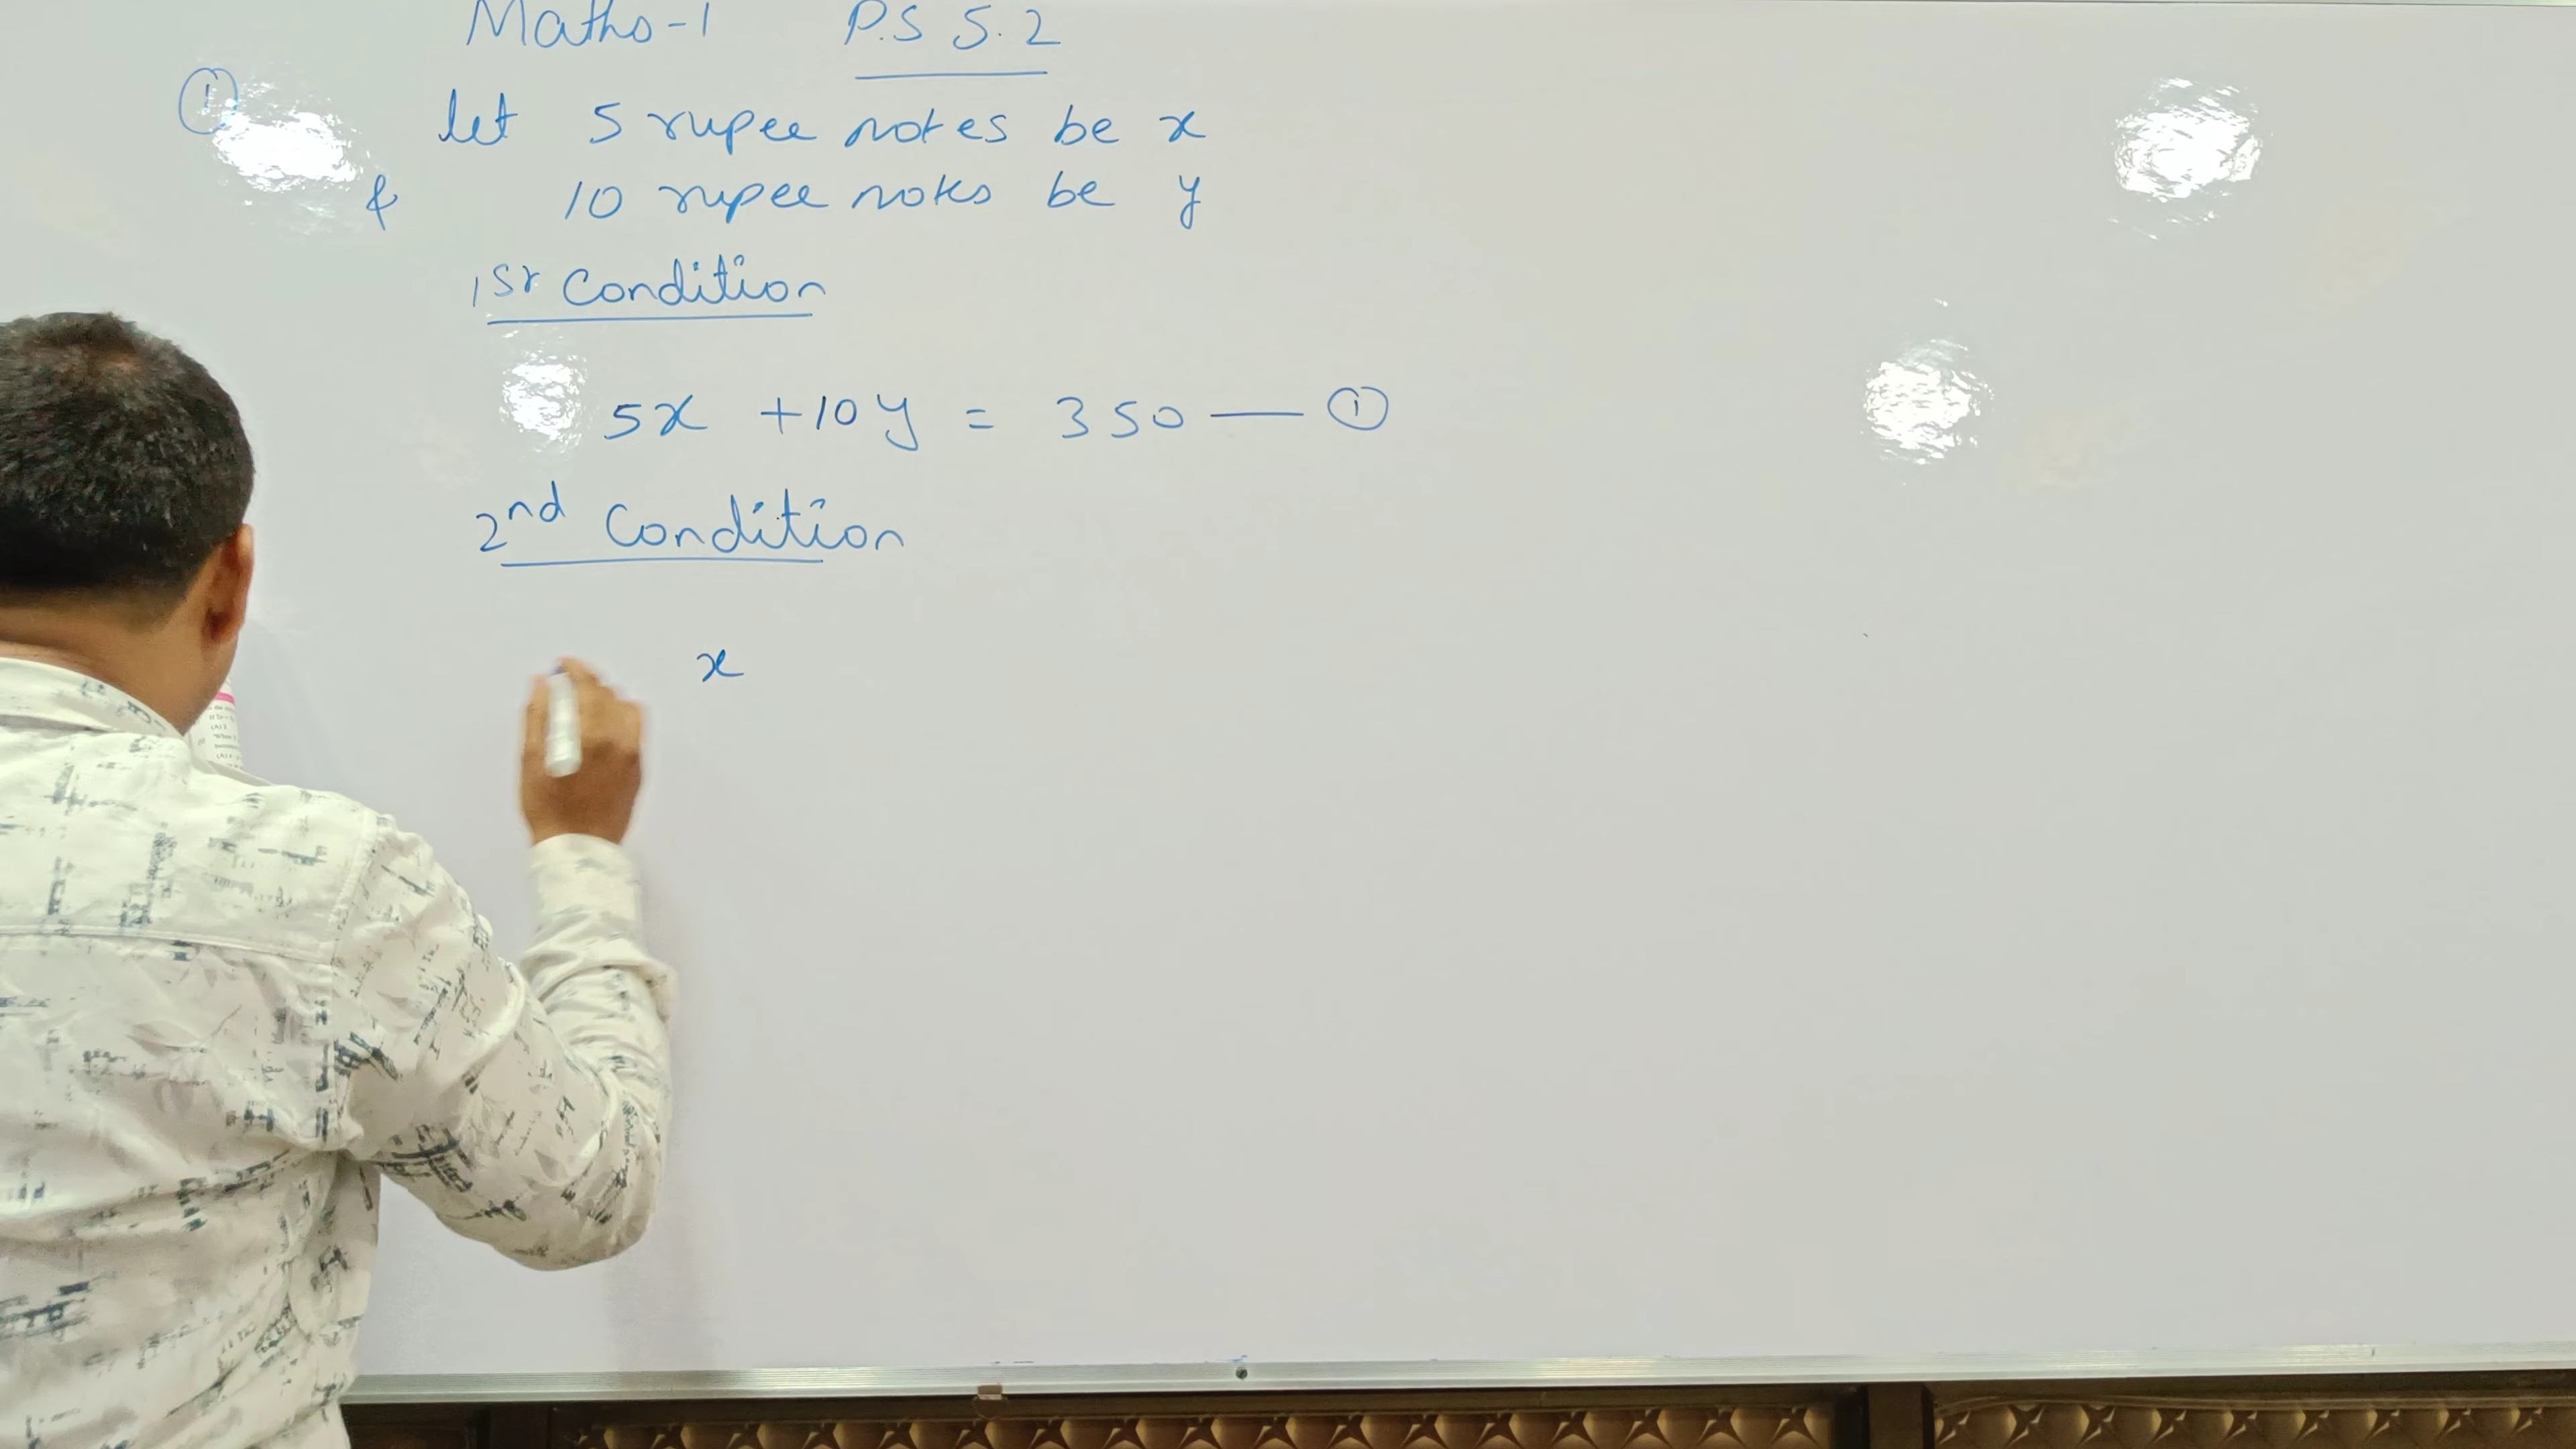 Maths-1 P.S 5.2
① let 5 rupee notes be x
& 10 rupee notes be y
1st Condition
5x + 10y = 350 — ①
2nd Condition
x